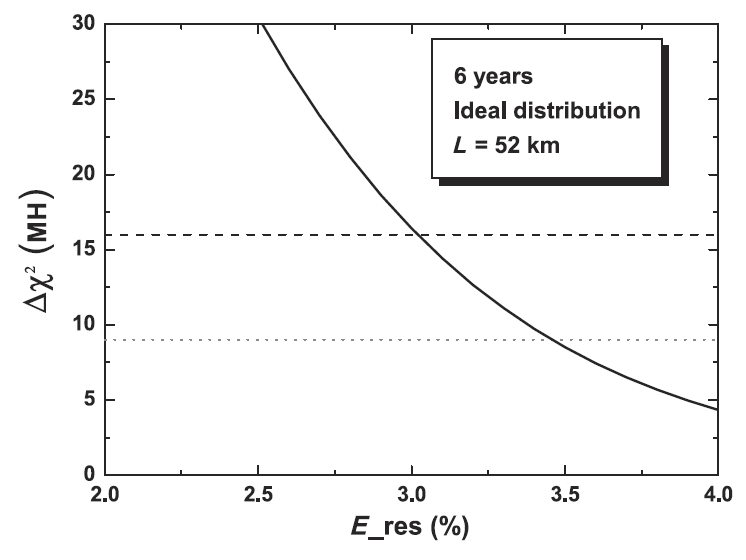 30
25
20
15
10
5
0
Δχ² (MH)
6 years
Ideal distribution
L = 52 km
2.0 2.5 3.0 3.5 4.0
E_res (%)